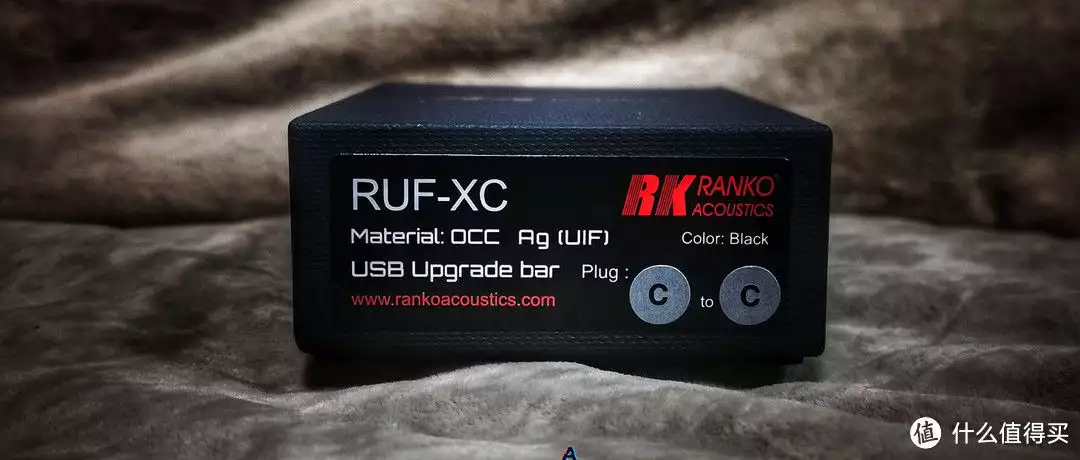 RUF-XC
RK RANKO®
ACOUSTICS
Material: OCC Ag (UIF)
Color: Black
USB Upgrade bar Plug : C to C
www.rankoacoustics.com
A
值 什么值得买